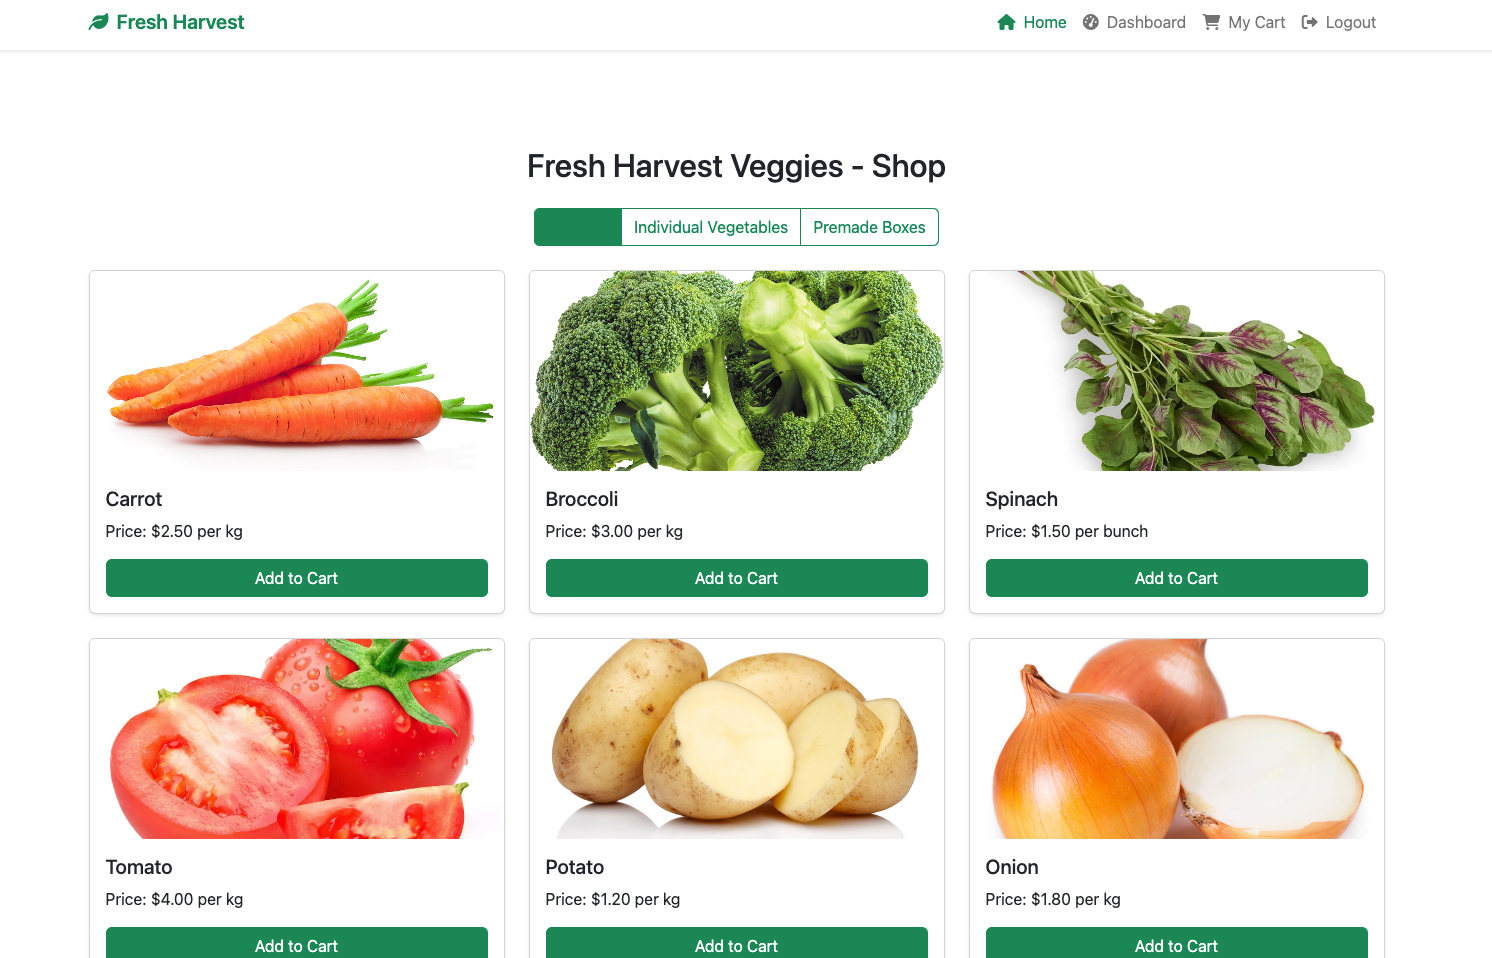 Fresh Harvest
Home Dashboard My Cart Logout
Fresh Harvest Veggies - Shop
Individual Vegetables Premade Boxes
Carrot
Price: $2.50 per kg
Add to Cart
Broccoli
Price: $3.00 per kg
Add to Cart
Spinach
Price: $1.50 per bunch
Add to Cart
Tomato
Price: $4.00 per kg
Add to Cart
Potato
Price: $1.20 per kg
Add to Cart
Onion
Price: $1.80 per kg
Add to Cart